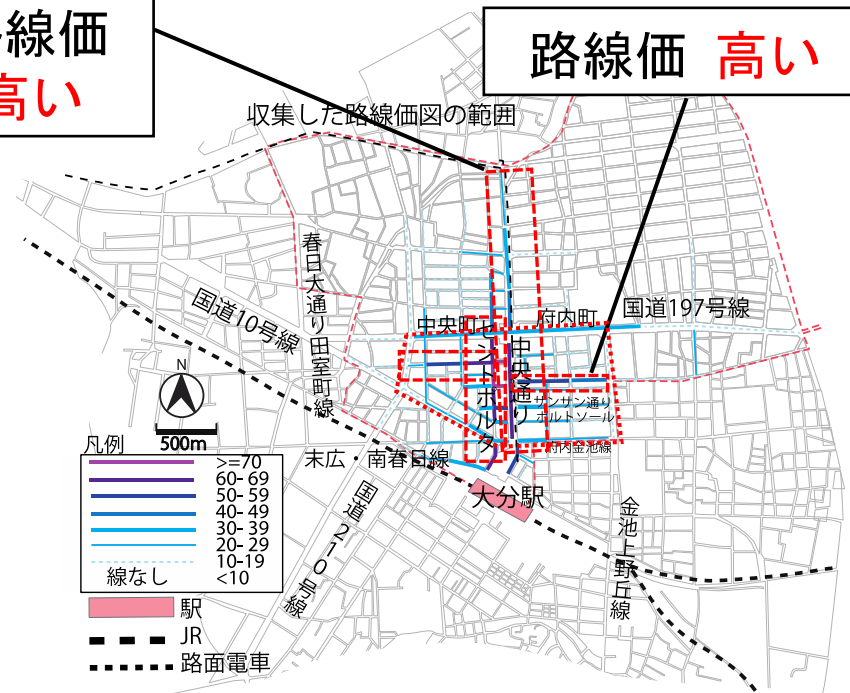 線価
高い
路線価 高い
収集した路線価図の範囲
春日大通り田室町線
国道10号線
中央町
府内町
国道197号線
セントポルタ
中央通り
サンサン通り
ポルトソール
府内金池線
末広・南春日線
大分駅
国道210号線
金池上野丘線
N
500m
凡例
>=70
60-69
50-59
40-49
30-39
20-29
10-19
線なし <10
駅
JR
路面電車